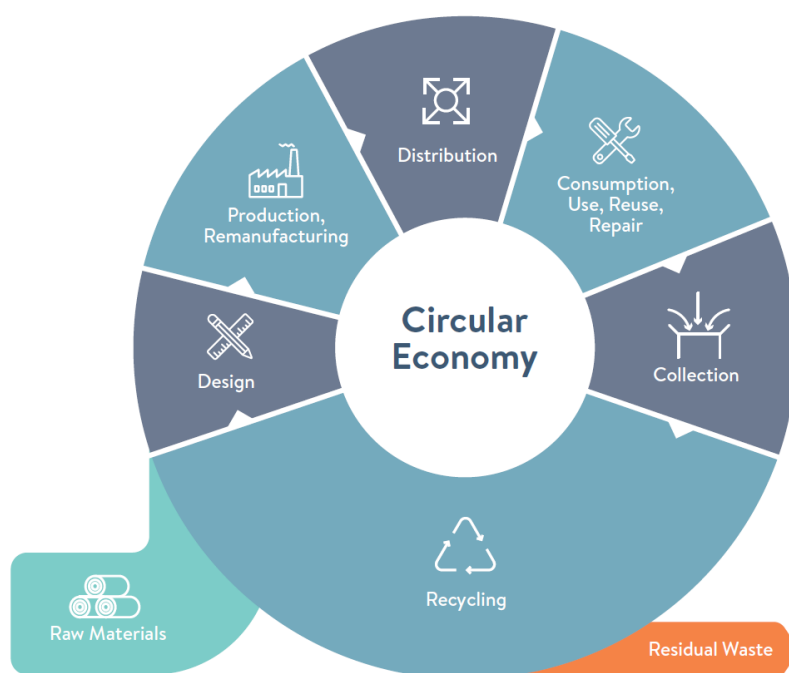 Distribution
Consumption,
Use, Reuse,
Repair
Production,
Remanufacturing
Circular
Economy
Collection
Design
Recycling
Raw Materials
Residual Waste